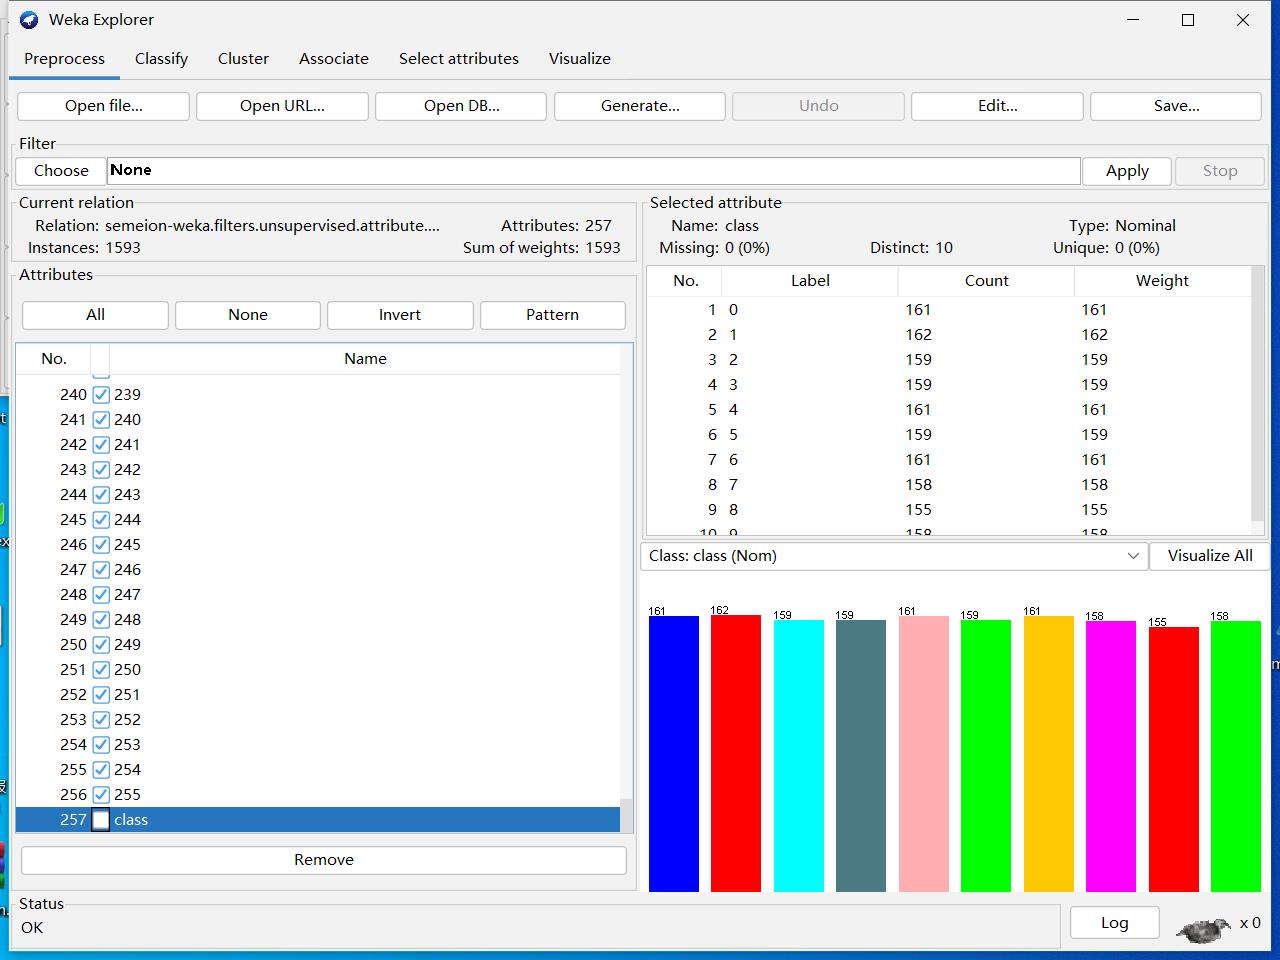 Weka Explorer
Preprocess Classify Cluster Associate Select attributes Visualize
Open file... Open URL... Open DB... Generate... Undo Edit... Save...
Filter
Choose None Apply Stop
Current relation
Relation: semeion-weka.filters.unsupervised.attribute.... Attributes: 257
Instances: 1593 Sum of weights: 1593
Attributes
All None Invert Pattern
No. Name
240 239
241 240
242 241
243 242
244 243
245 244
246 245
247 246
248 247
249 248
250 249
251 250
252 251
253 252
254 253
255 254
256 255
257 class
Remove
Selected attribute
Name: class Type: Nominal
Missing: 0 (0%) Distinct: 10 Unique: 0 (0%)
No. Label Count Weight
1 0 161 161
2 1 162 162
3 2 159 159
4 3 159 159
5 4 161 161
6 5 159 159
7 6 161 161
8 7 158 158
9 8 155 155
10 9 158 158
Class: class (Nom) Visualize All
161 162 159 159 161 159 161 158 155 158
Status
OK
Log x 0